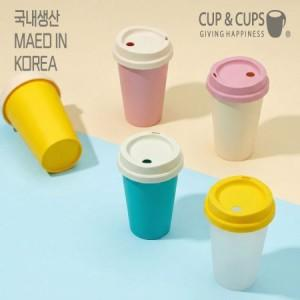 국내생산
MAED IN
KOREA
CUP & CUPS
GIVING HAPPINESS
®